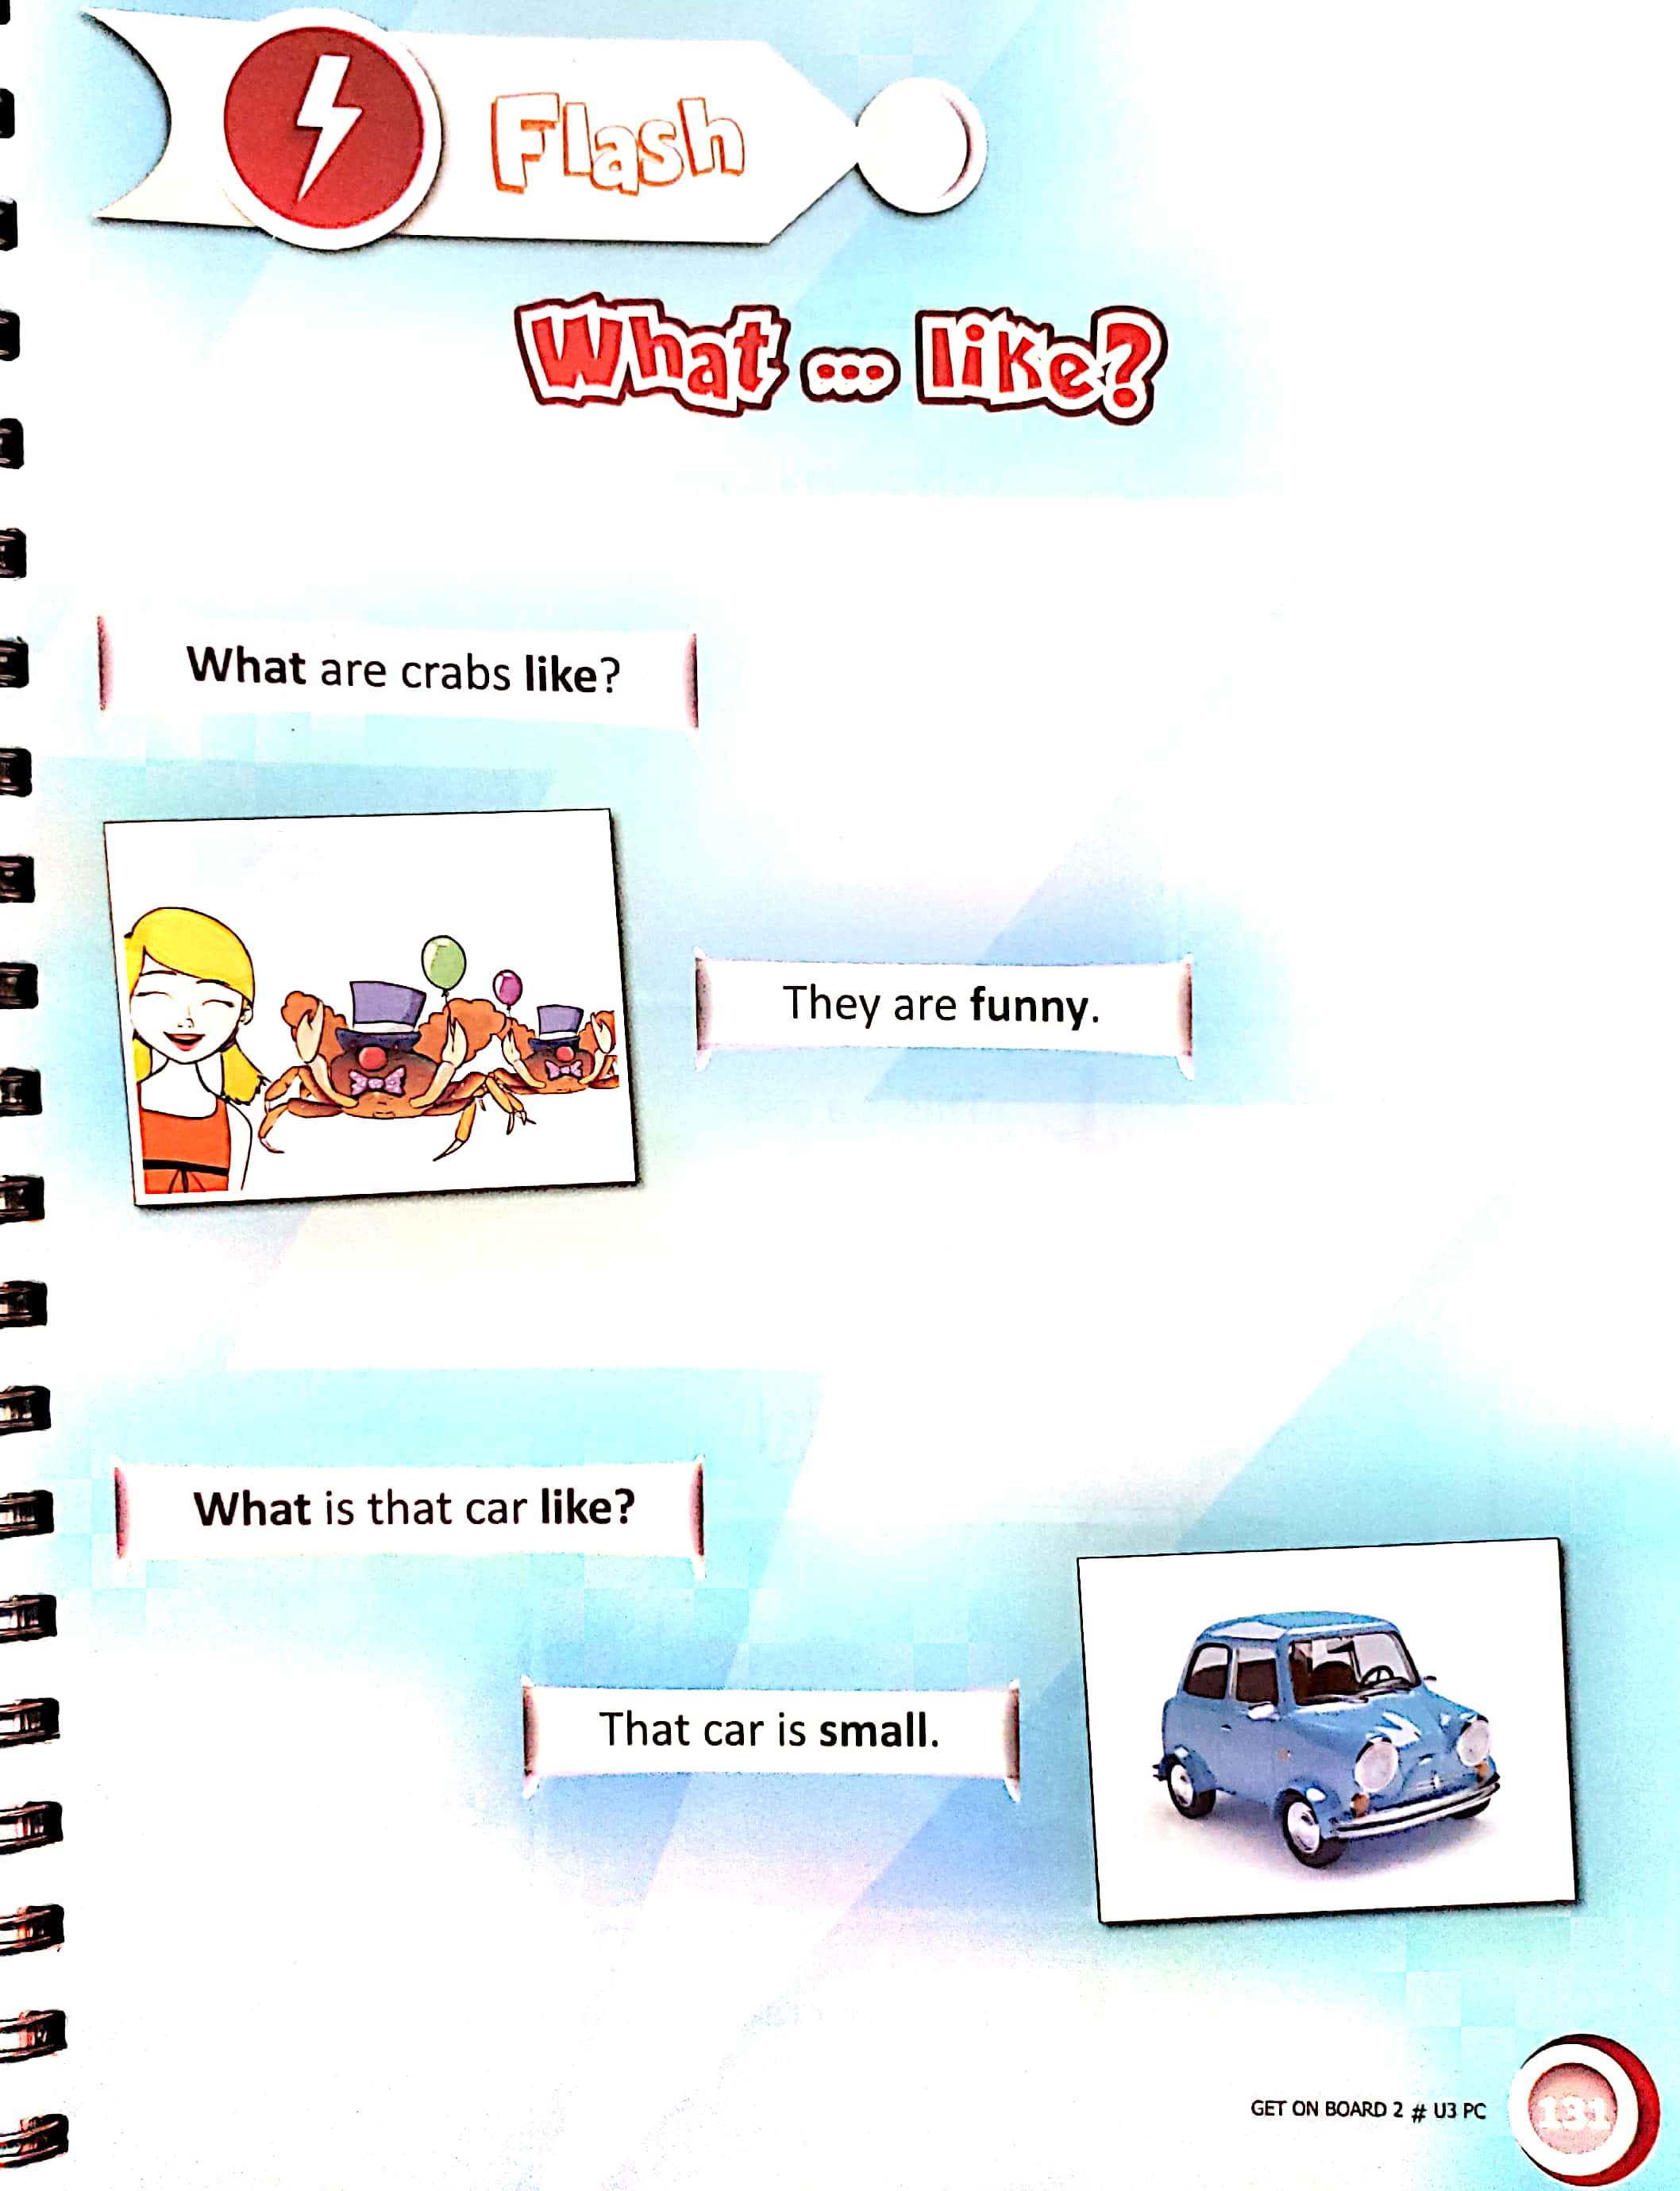 Flash
What ... like?
What are crabs like?
They are funny.
What is that car like?
That car is small.
GET ON BOARD 2 # U3 PC
131